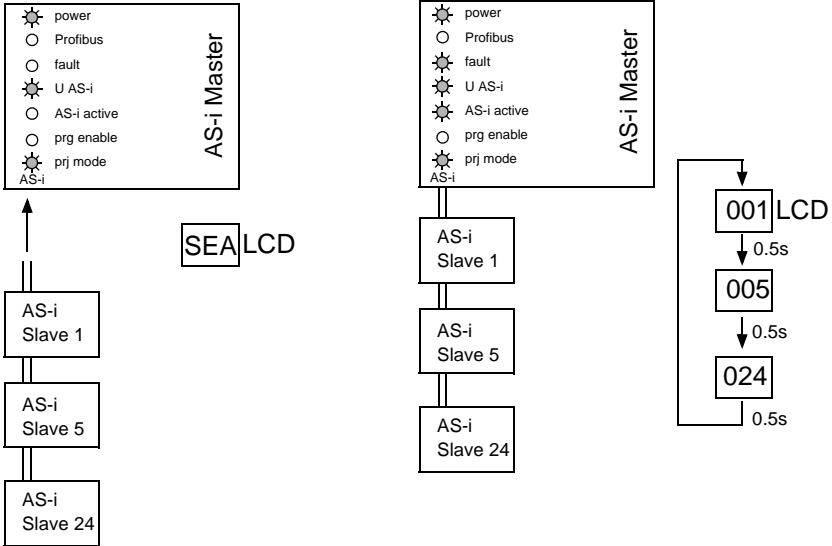 power
Profibus
fault
U AS-i
AS-i active
prg enable
prj mode
AS-i
AS-i Master
SEA LCD
AS-i
Slave 1
AS-i
Slave 5
AS-i
Slave 24
power
Profibus
fault
U AS-i
AS-i active
prg enable
prj mode
AS-i
AS-i Master
AS-i
Slave 1
AS-i
Slave 5
AS-i
Slave 24
001 LCD
0.5s
005
0.5s
024
0.5s